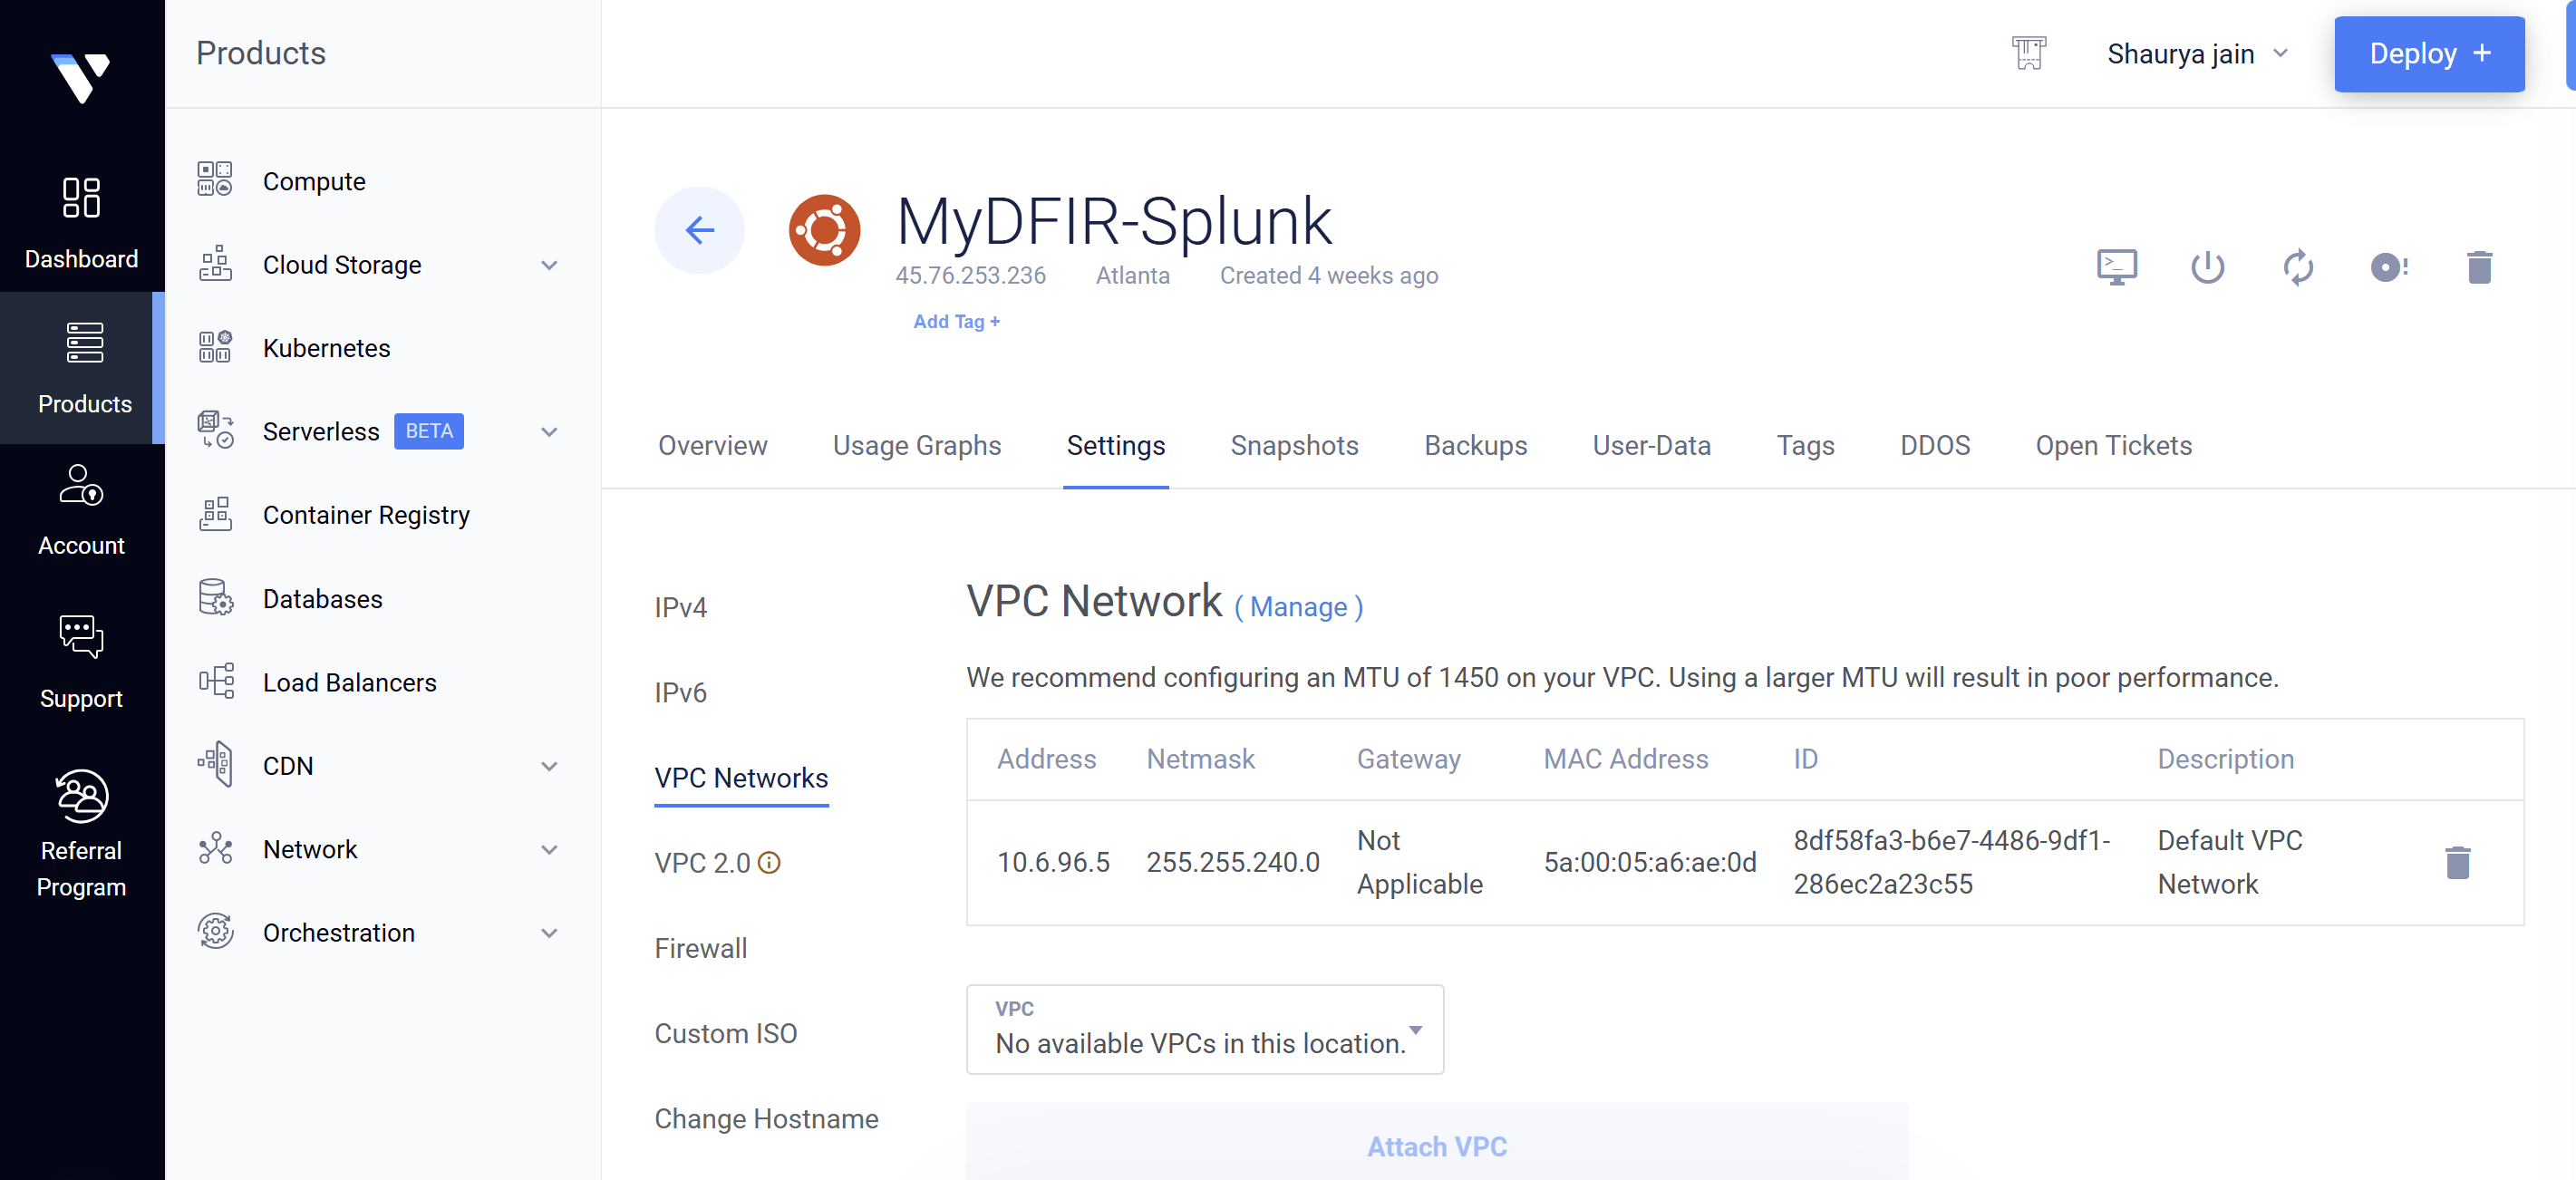 Products
Shaurya jain
Deploy +
Dashboard
Products
Account
Support
Referral
Program
Compute
Cloud Storage
Kubernetes
Serverless BETA
Container Registry
Databases
Load Balancers
CDN
Network
Orchestration
MyDFIR-Splunk
45.76.253.236 Atlanta Created 4 weeks ago
Add Tag +
Overview Usage Graphs Settings Snapshots Backups User-Data Tags DDOS Open Tickets
IPv4
IPv6
VPC Networks
VPC 2.0
Firewall
Custom ISO
Change Hostname
VPC Network ( Manage )
We recommend configuring an MTU of 1450 on your VPC. Using a larger MTU will result in poor performance.
Address Netmask Gateway MAC Address ID Description
10.6.96.5 255.255.240.0 Not Applicable 5a:00:05:a6:ae:0d 8df58fa3-b6e7-4486-9df1-286ec2a23c55 Default VPC Network
VPC
No available VPCs in this location.
Attach VPC